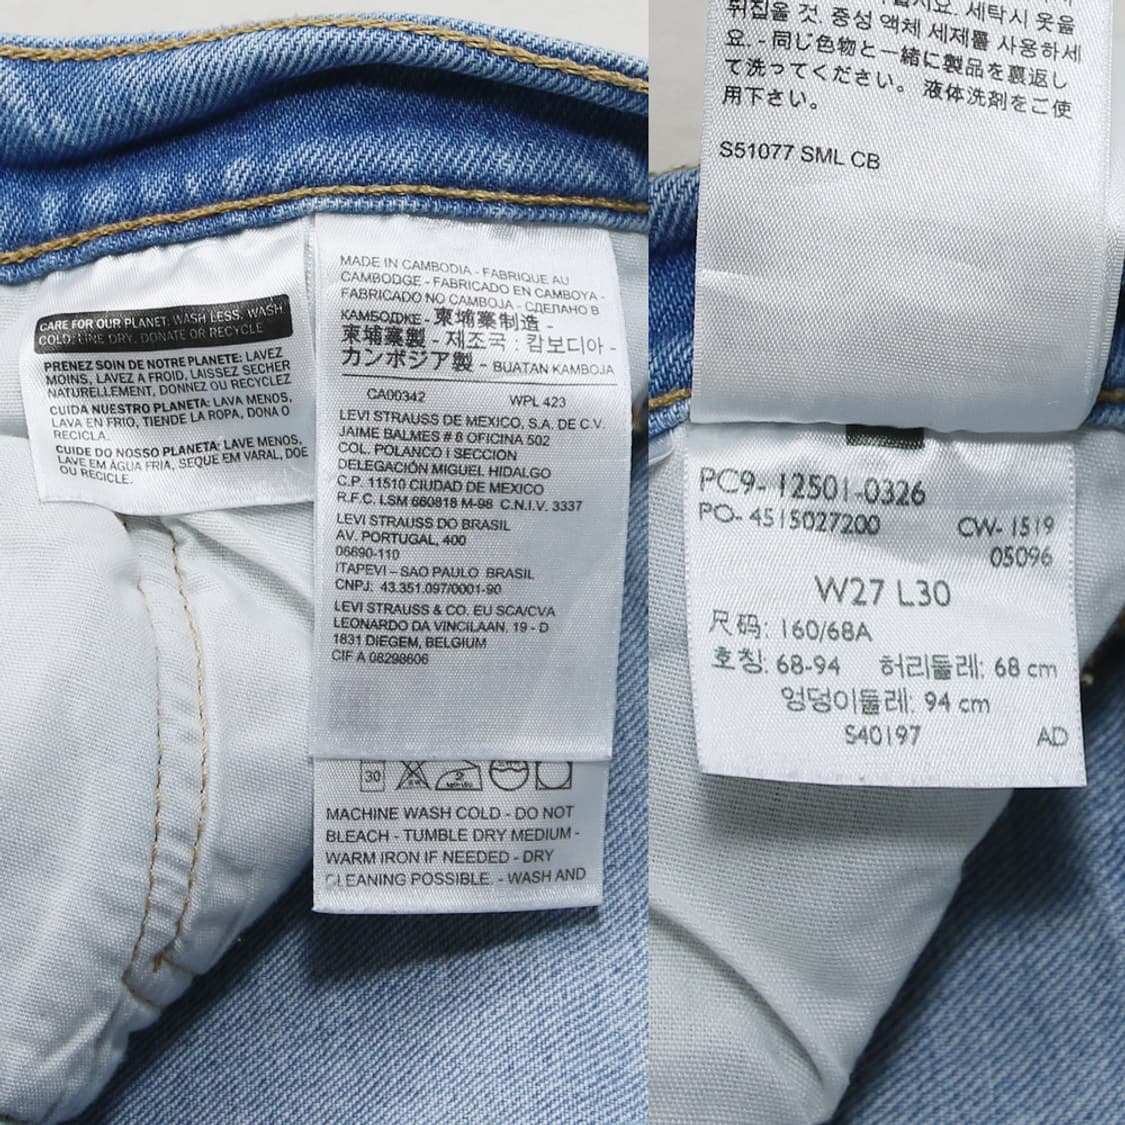 CARE FOR OUR PLANET: WASH LESS, WASH
COLD, LINE DRY, DONATE OR RECYCLE
PRENEZ SOIN DE NOTRE PLANETE: LAVEZ
MOINS, LAVEZ A FROID, LAISSEZ SECHER
NATURELLEMENT, DONNEZ OU RECYCLEZ
CUIDA NUESTRO PLANETA: LAVA MENOS,
LAVA EN FRIO, TIENDE LA ROPA, DONA O
RECICLA.
CUIDE DO NOSSO PLANETA: LAVE MENOS,
LAVE EM ÁGUA FRIA, SEQUE EM VARAL, DOE
OU RECICLE.
MADE IN CAMBODIA - FABRIQUE AU
CAMBODGE - FABRICADO EN CAMBOYA -
FABRICADO NO CAMBOJA - СДЕЛАНО В
КАМБОДЖЕ - 柬埔寨制造 -
柬埔寨製 - 제조국 : 캄보디아 -
カンボジア製 - BUATAN KAMBOJA
CA00342 WPL 423
LEVI STRAUSS DE MEXICO, S.A. DE C.V.
JAIME BALMES # 8 OFICINA 502
COL. POLANCO I SECCION
DELEGACIÓN MIGUEL HIDALGO
C.P. 11510 CIUDAD DE MEXICO
R.F.C. LSM 660818 M-98 C.N.I.V. 3337
LEVI STRAUSS DO BRASIL
AV. PORTUGAL, 400
06690-110
ITAPEVI – SAO PAULO BRASIL
CNPJ: 43.351.097/0001-90
LEVI STRAUSS & CO. EU SCA/CVA
LEONARDO DA VINCILAAN, 19 - D
1831 DIEGEM, BELGIUM
CIF A 08298606
30
MACHINE WASH COLD - DO NOT
BLEACH - TUMBLE DRY MEDIUM -
WARM IRON IF NEEDED - DRY
CLEANING POSSIBLE. - WASH AND
세탁시 옷을
뒤집을 것. 중성 액체 세제를 사용하세
요. - 同じ色物と一緒に製品を裏返し
て洗ってください。 液体洗剤をご使
用下さい。
S51077 SML CB
PC9- 12501-0326
PO- 4515027200 CW- 1519
05096
W27 L30
尺码: 160/68A
호칭: 68-94 허리둘레: 68 cm
엉덩이둘레: 94 cm
S40197 AD